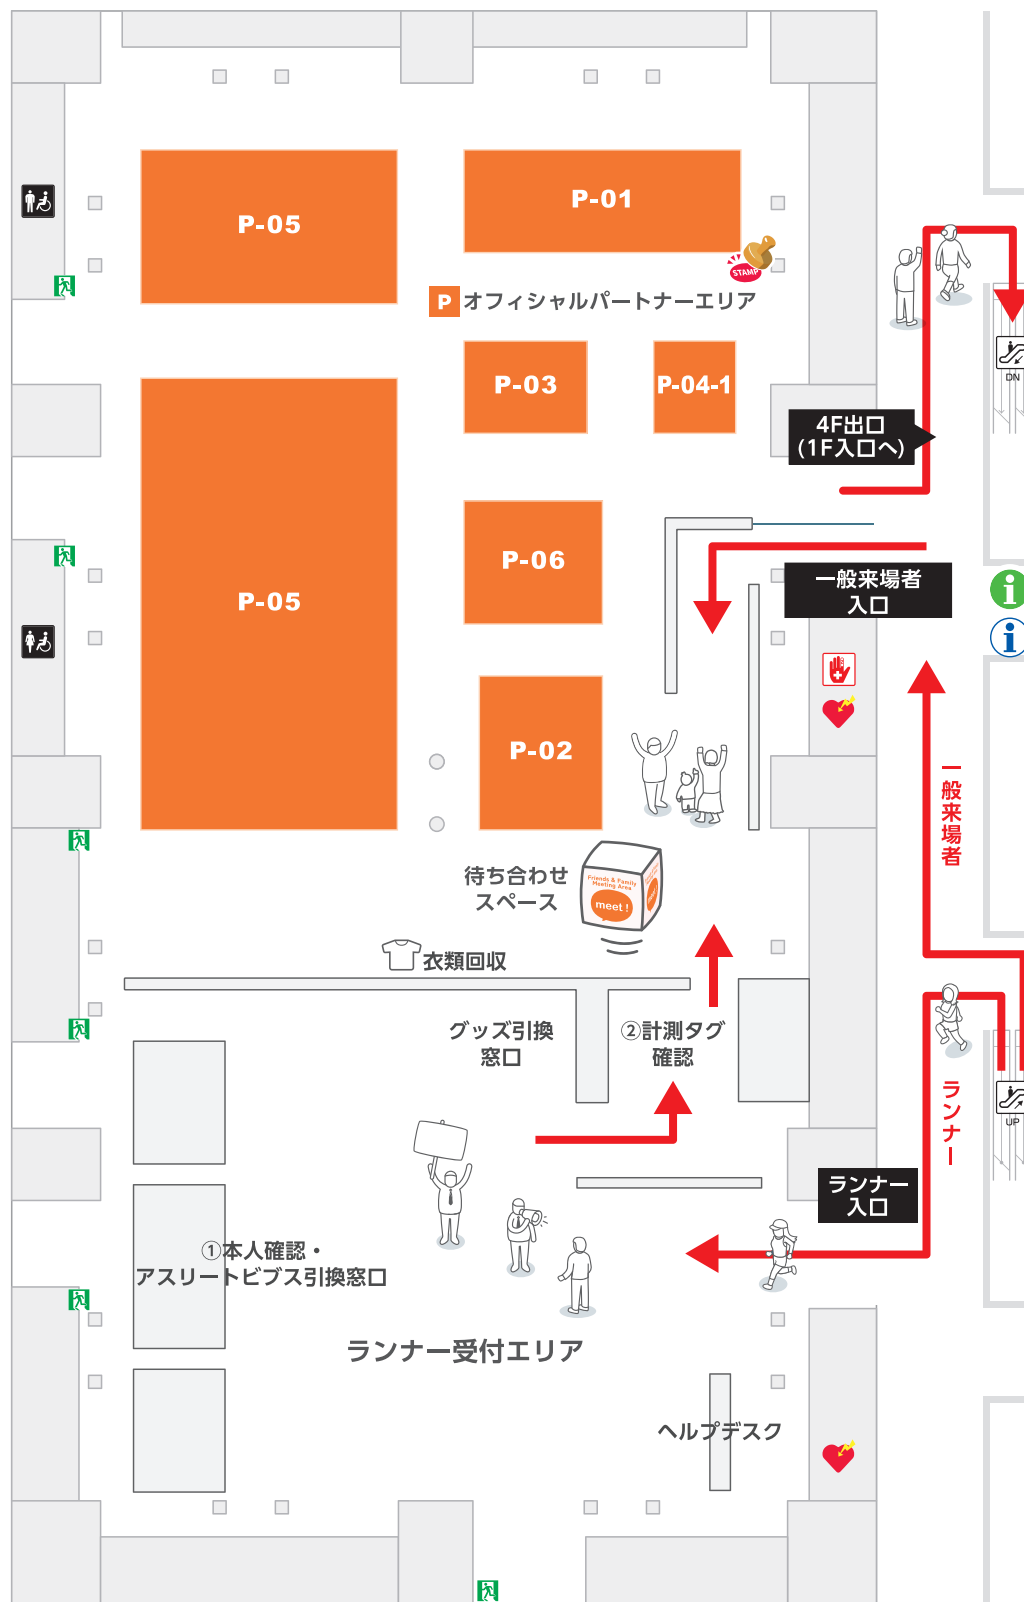 P-05
P-01
STAMP
P オフィシャルパートナーエリア
P-03
P-04-1
DN
4F出口
(1F入口へ)
P-05
P-06
一般来場者
入口
P-02
一般来場者
待ち合わせ
スペース
Friends & Family
Meeting Area
meet !
衣類回収
グッズ引換
窓口
②計測タグ
確認
ランナー
UP
ランナー
入口
①本人確認・
アスリートビブス引換窓口
ランナー受付エリア
ヘルプデスク